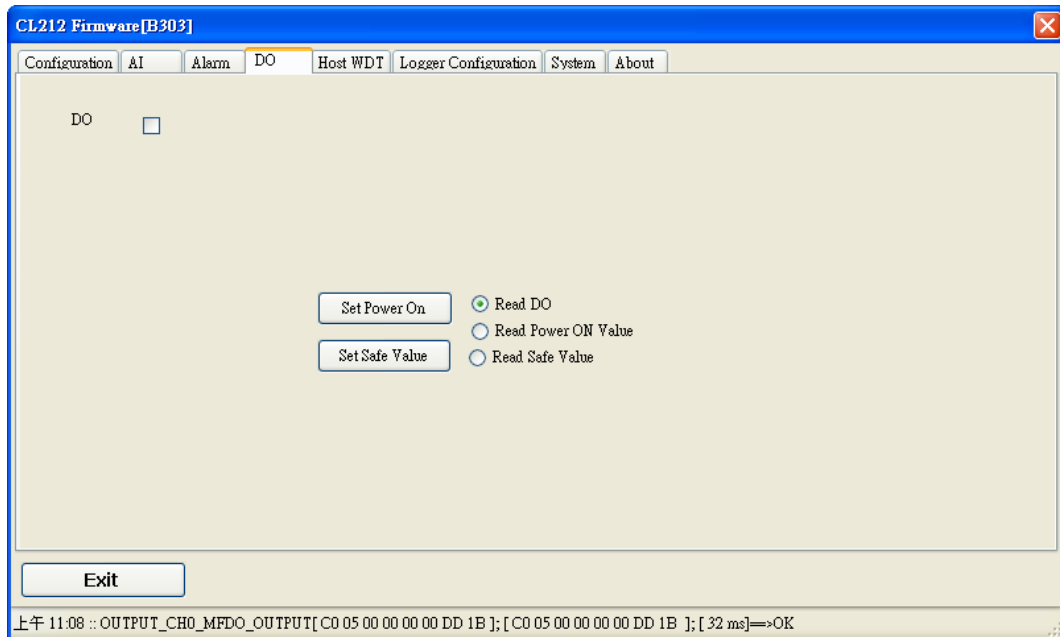 CL212 Firmware[B303]
Configuration AI Alarm DO Host WDT Logger Configuration System About
DO
Set Power On Read DO
Read Power ON Value
Set Safe Value Read Safe Value
Exit
上午 11:08 :: OUTPUT_CH0_MFDO_OUTPUT[ C0 05 00 00 00 00 DD 1B ]; [ C0 05 00 00 00 00 DD 1B ]; [ 32 ms]==>OK